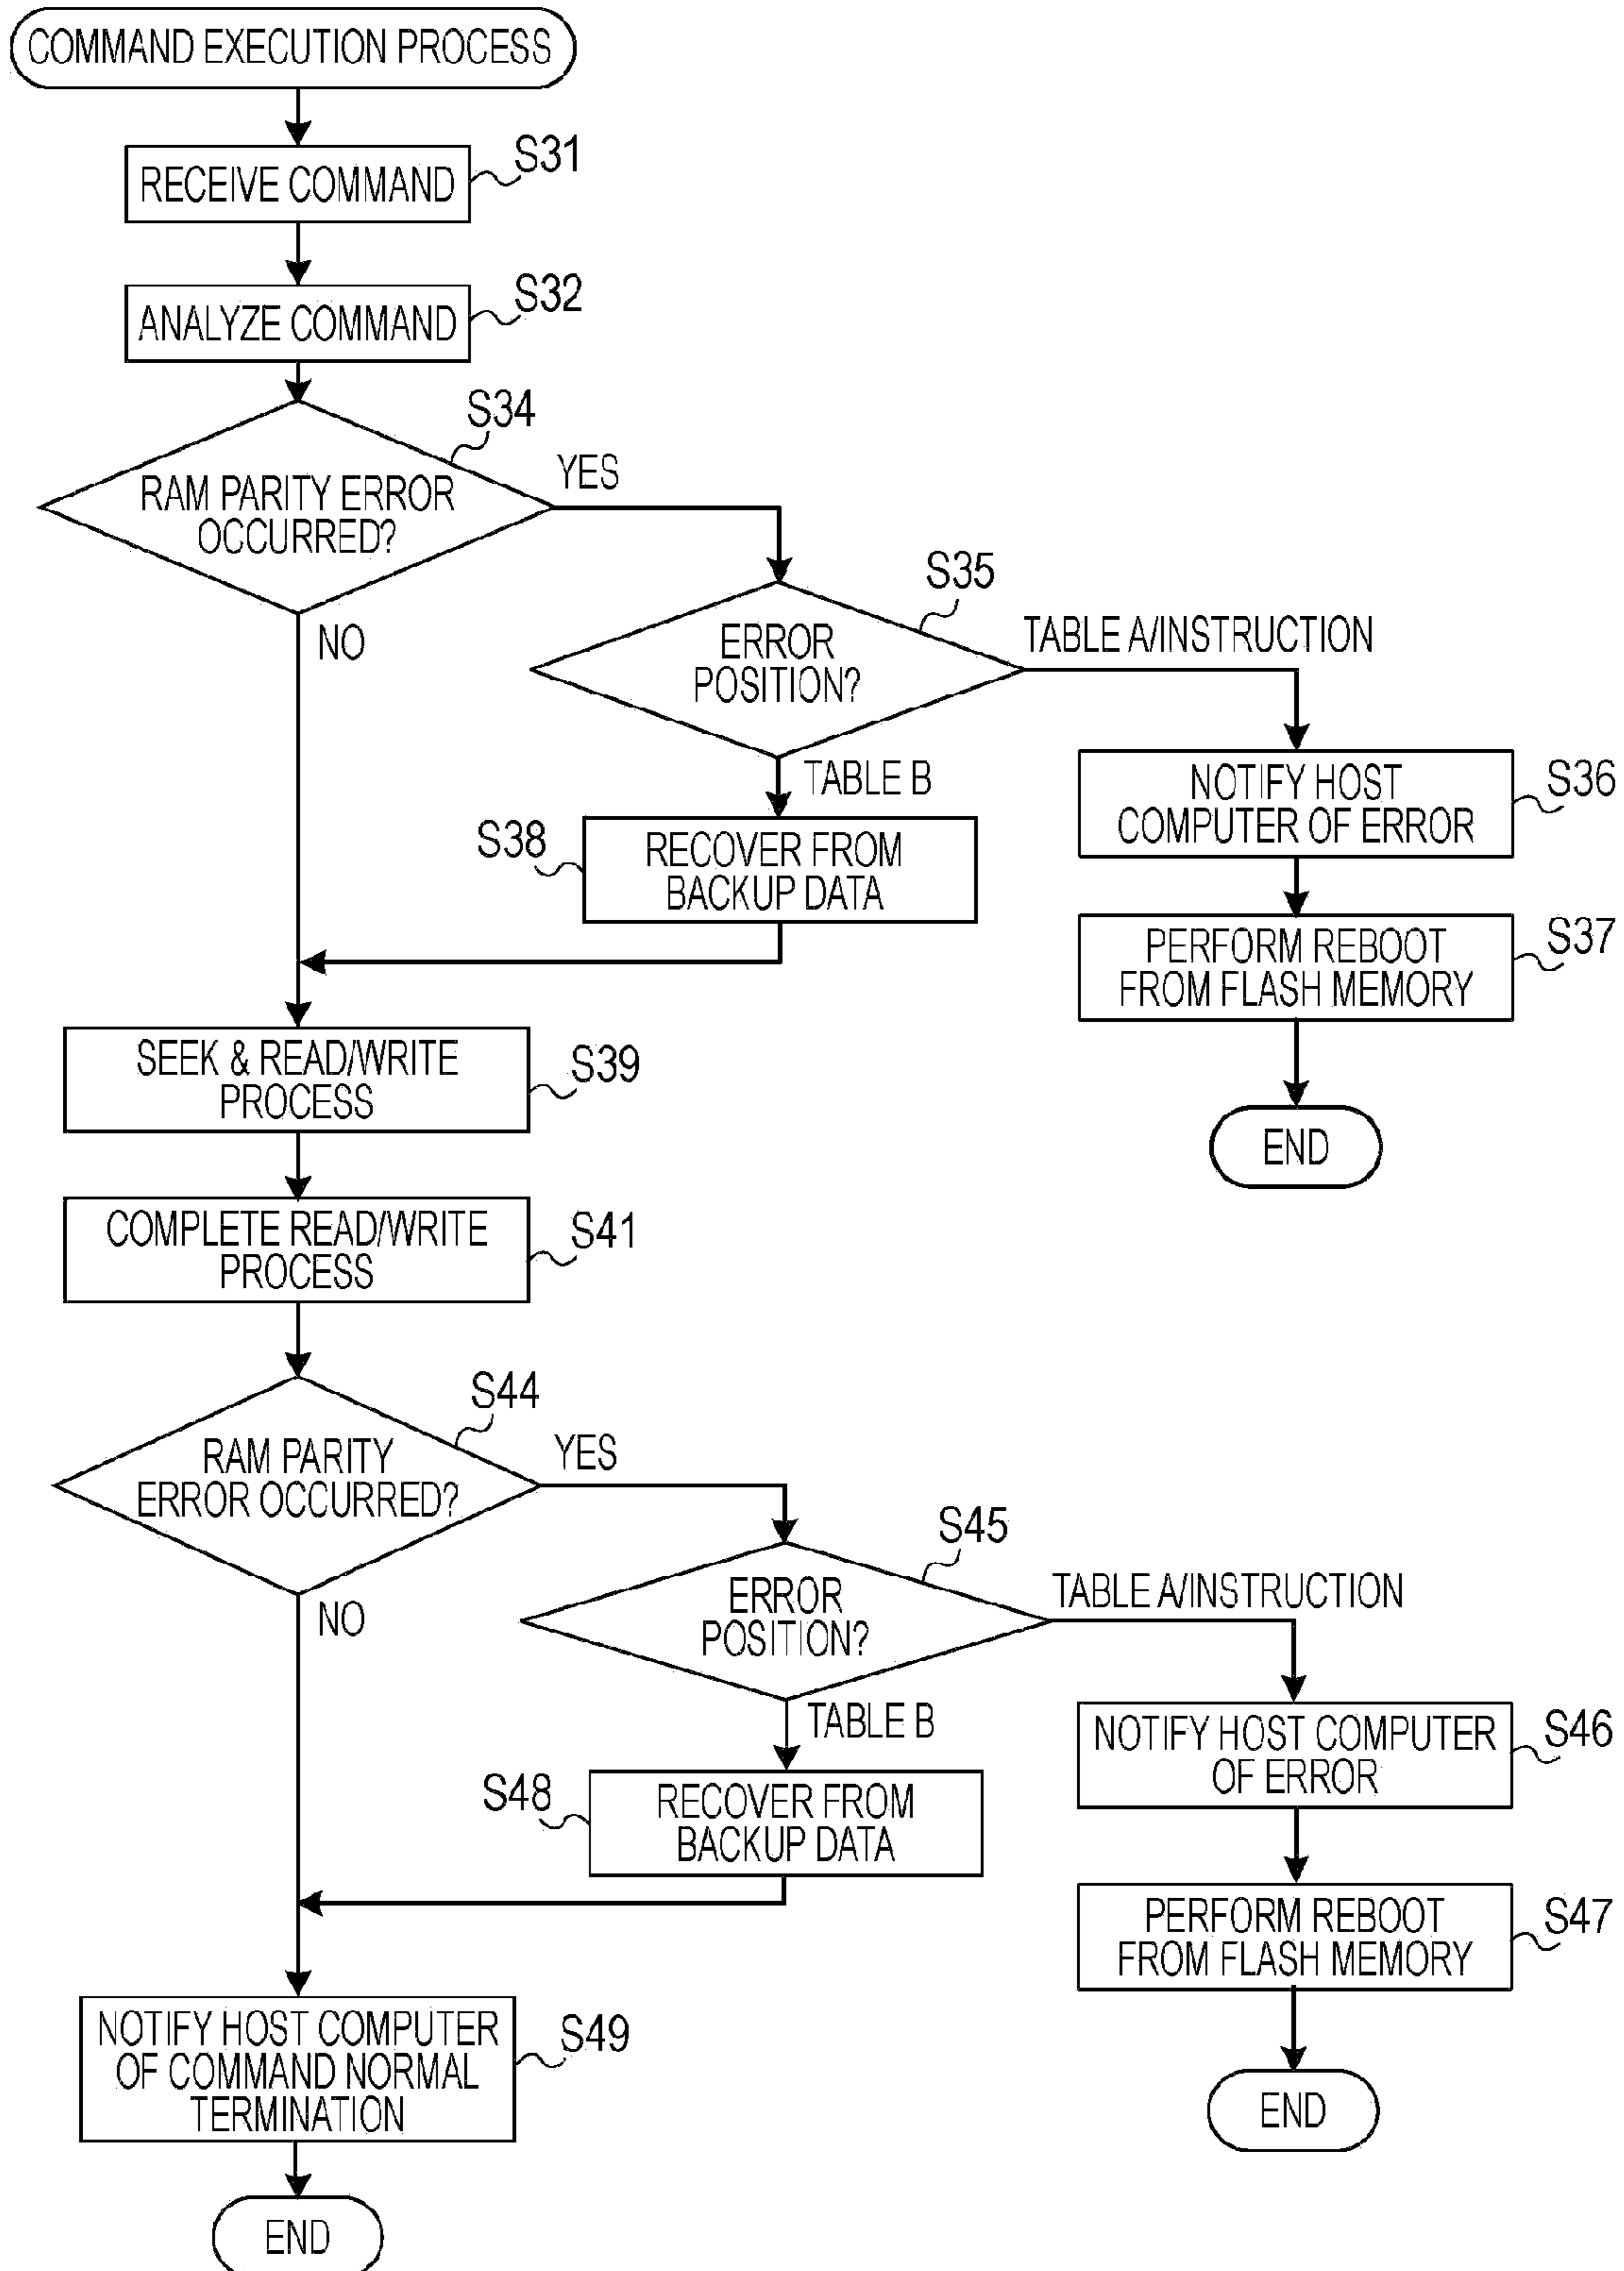 COMMAND EXECUTION PROCESS
S31
RECEIVE COMMAND
S32
ANALYZE COMMAND
S34
RAM PARITY ERROR
OCCURRED?
YES
NO
S35
ERROR
POSITION?
TABLE A/INSTRUCTION
TABLE B
NOTIFY HOST
COMPUTER OF ERROR
S36
S38
RECOVER FROM
BACKUP DATA
PERFORM REBOOT
FROM FLASH MEMORY
S37
END
SEEK & READ/WRITE
PROCESS
S39
COMPLETE READ/WRITE
PROCESS
S41
S44
RAM PARITY
ERROR OCCURRED?
YES
NO
S45
ERROR
POSITION?
TABLE A/INSTRUCTION
TABLE B
NOTIFY HOST COMPUTER
OF ERROR
S46
S48
RECOVER FROM
BACKUP DATA
PERFORM REBOOT
FROM FLASH MEMORY
S47
END
NOTIFY HOST COMPUTER
OF COMMAND NORMAL
TERMINATION
S49
END